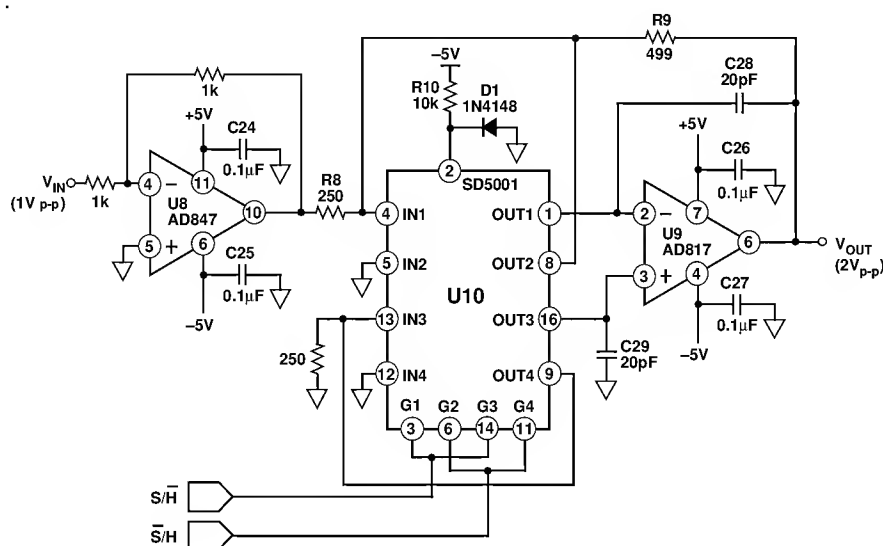 .
R9
499
C28
20pF
–5V
R10
10k
D1
1N4148
1k
+5V
C24
0.1µF
VIN
(1V p-p)
1k
4
–
11
U8
AD847
10
5
+
6
C25
0.1µF
–5V
R8
250
2
SD5001
4
IN1
OUT1
1
5
IN2
OUT2
8
U10
13
IN3
OUT3
16
12
IN4
OUT4
9
250
G1
G2
G3
G4
3
6
14
11
+5V
C26
0.1µF
2
–
7
U9
AD817
6
3
+
4
VOUT
(2Vp-p)
C27
0.1µF
–5V
C29
20pF
S/H̅
S̅/H